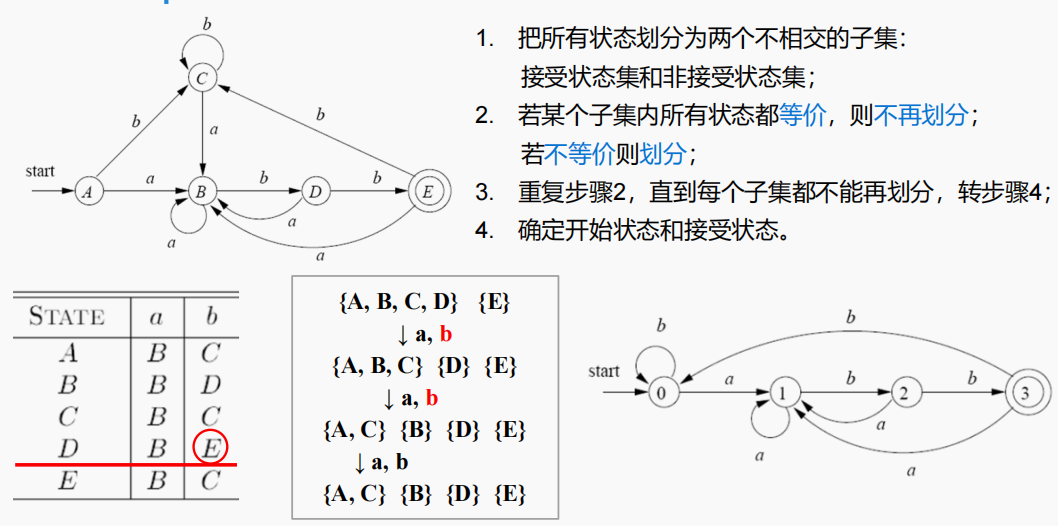 b
C
b
a
b
start
A
a
B
b
D
b
E
a
a
a
1. 把所有状态划分为两个不相交的子集：
接受状态集和非接受状态集；
2. 若某个子集内所有状态都等价，则不再划分；
若不等价则划分；
3. 重复步骤2，直到每个子集都不能再划分，转步骤4；
4. 确定开始状态和接受状态。
STATE a b
A B C
B B D
C B C
D B E
E B C
{A, B, C, D} {E}
↓ a, b
{A, B, C} {D} {E}
↓ a, b
{A, C} {B} {D} {E}
↓ a, b
{A, C} {B} {D} {E}
b
b
start
0
a
1
b
2
b
3
a
a
a